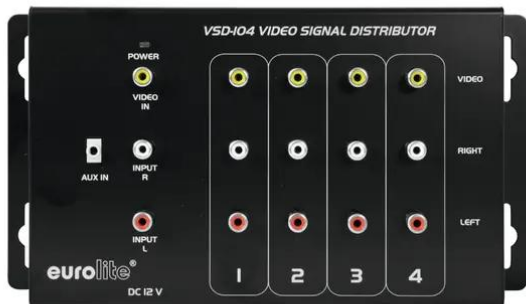 VSD-104 VIDEO SIGNAL DISTRIBUTOR
POWER
VIDEO
IN
VIDEO
AUX IN
INPUT
R
RIGHT
INPUT
L
LEFT
eurolite®
DC 12 V
1
2
3
4